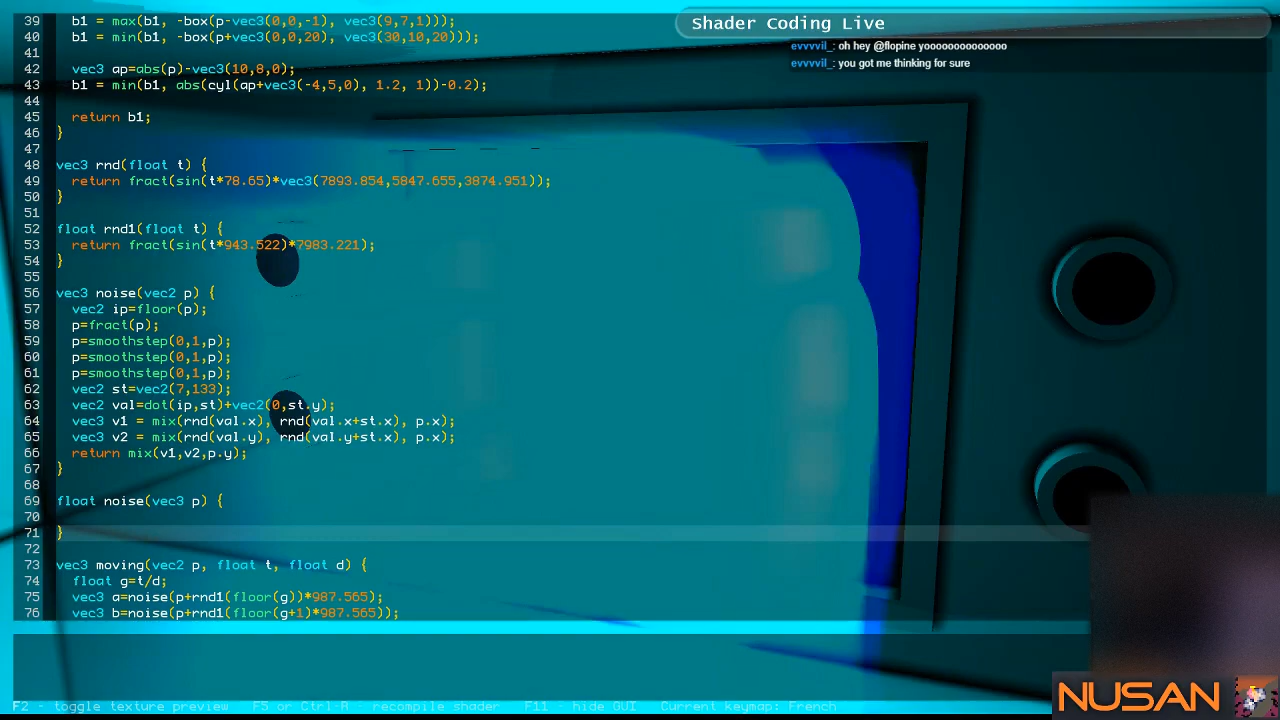 Shader Coding Live
evvvvil_: oh hey @flopine yoooooooooooooo
evvvvil_: you got me thinking for sure
39 b1 = max(b1, -box(p-vec3(0,0,-1), vec3(9,7,1)));
40 b1 = min(b1, -box(p+vec3(0,0,20), vec3(30,10,20)));
41
42 vec3 ap=abs(p)-vec3(10,8,0);
43 b1 = min(b1, abs(cyl(ap+vec3(-4,5,0), 1.2, 1))-0.2);
44
45 return b1;
46 }
47
48 vec3 rnd(float t) {
49 return fract(sin(t*78.65)*vec3(7893.854,5847.655,3874.951));
50 }
51
52 float rnd1(float t) {
53 return fract(sin(t*943.522)*7983.221);
54 }
55
56 vec3 noise(vec2 p) {
57 vec2 ip=floor(p);
58 p=fract(p);
59 p=smoothstep(0,1,p);
60 p=smoothstep(0,1,p);
61 p=smoothstep(0,1,p);
62 vec2 st=vec2(7,133);
63 vec2 val=dot(ip,st)+vec2(0,st.y);
64 vec3 v1 = mix(rnd(val.x), rnd(val.x+st.x), p.x);
65 vec3 v2 = mix(rnd(val.y), rnd(val.y+st.x), p.x);
66 return mix(v1,v2,p.y);
67 }
68
69 float noise(vec3 p) {
70
71 }
72
73 vec3 moving(vec2 p, float t, float d) {
74 float g=t/d;
75 vec3 a=noise(p+rnd1(floor(g))*987.565);
76 vec3 b=noise(p+rnd1(floor(g+1)*987.565));
F2 - toggle texture preview F5 or Ctrl-R - recompile shader F11 - hide GUI Current keymap: French
NUSAN